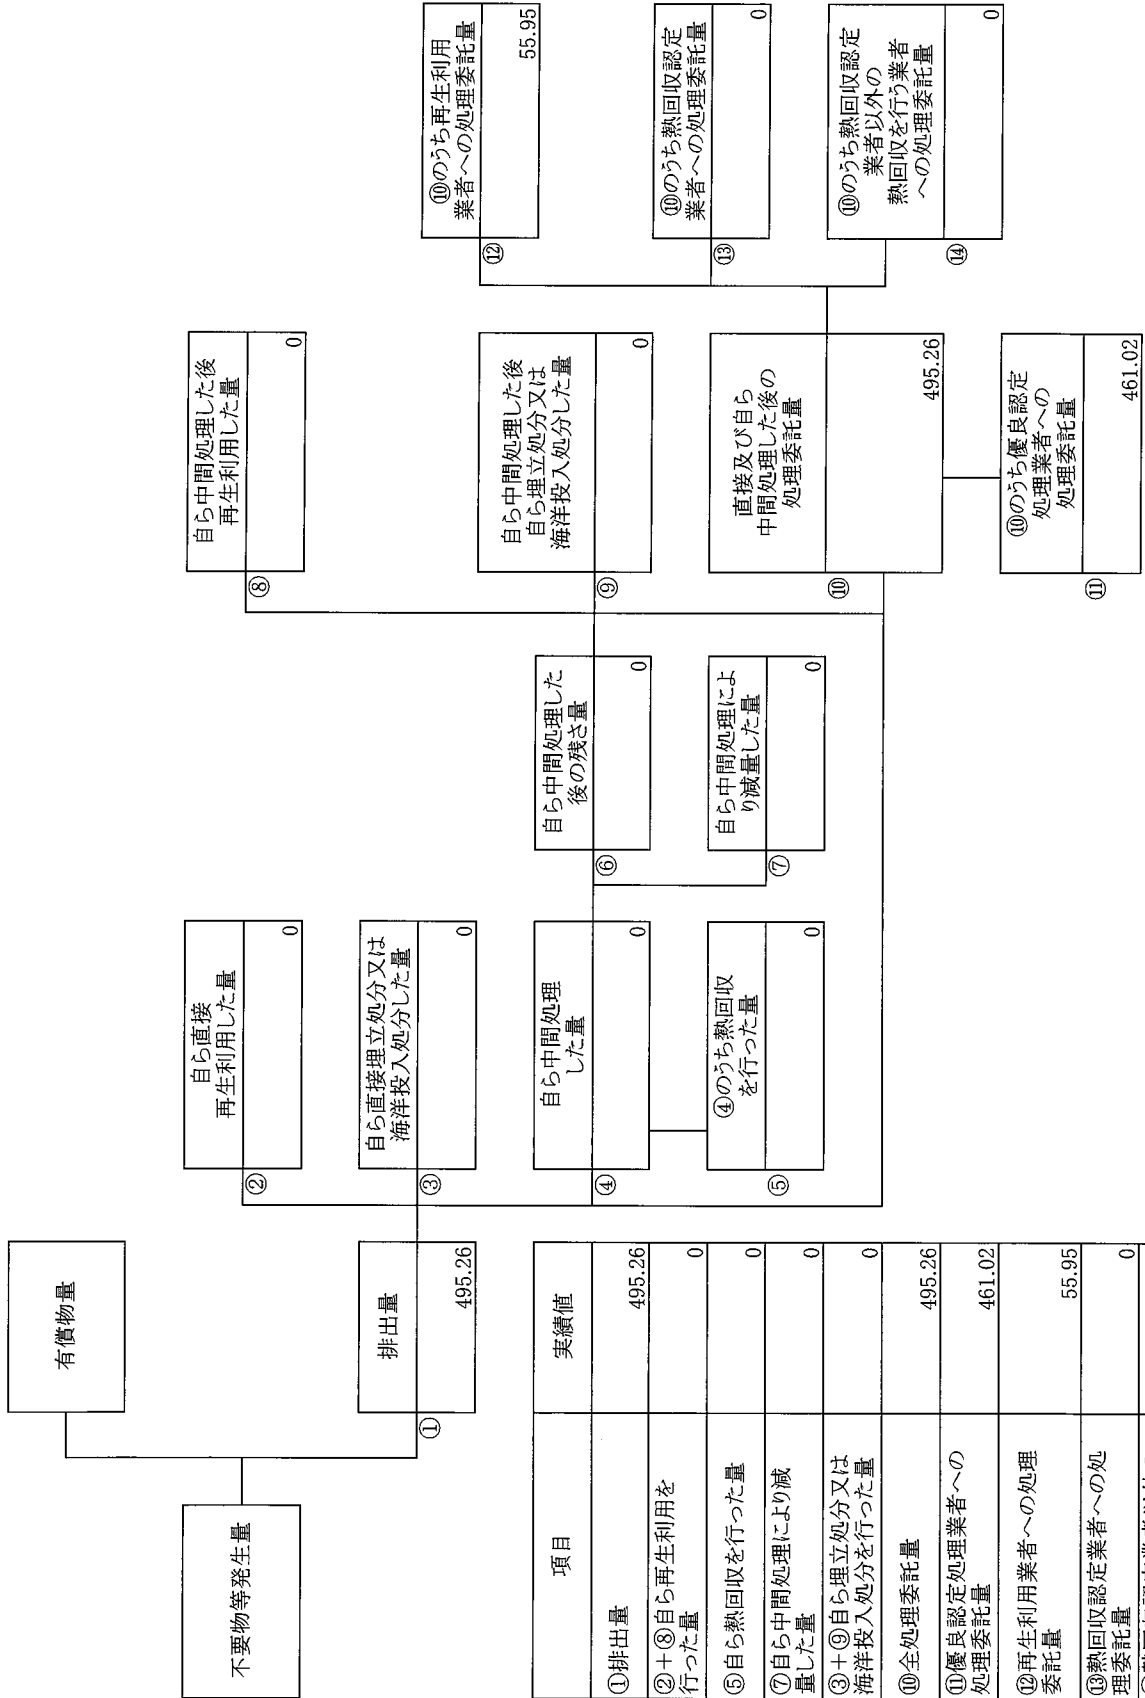 不要物等発生量
有償物量
排出量
①
495.26
自ら直接
再生利用した量
②
0
自ら直接埋立処分又は
海洋投入処分した量
③
0
自ら中間処理
した量
④
0
④のうち熱回収
を行った量
⑤
0
自ら中間処理した
後の残さ量
⑥
0
自ら中間処理によ
り減量した量
⑦
0
自ら中間処理した後
再生利用した量
⑧
0
自ら中間処理した後
自ら埋立処分又は
海洋投入処分した量
⑨
0
直接及び自ら
中間処理した後の
処理委託量
⑩
495.26
⑩のうち優良認定
処理業者への
処理委託量
⑪
461.02
⑩のうち再生利用
業者への処理委託量
⑫
55.95
⑩のうち熱回収認定
業者への処理委託量
⑬
0
⑩のうち熱回収認定
業者以外の
熱回収を行う業者
への処理委託量
⑭
0
項目 実績値
①排出量 495.26
②+⑧自ら再生利用を
行った量 0
⑤自ら熱回収を行った量 0
⑦自ら中間処理により減
量した量 0
③+⑨自ら埋立処分又は
海洋投入処分を行った量 0
⑩全処理委託量 495.26
⑪優良認定処理業者への
処理委託量 461.02
⑫再生利用業者への処理
委託量 55.95
⑬熱回収認定業者への処
理委託量 0